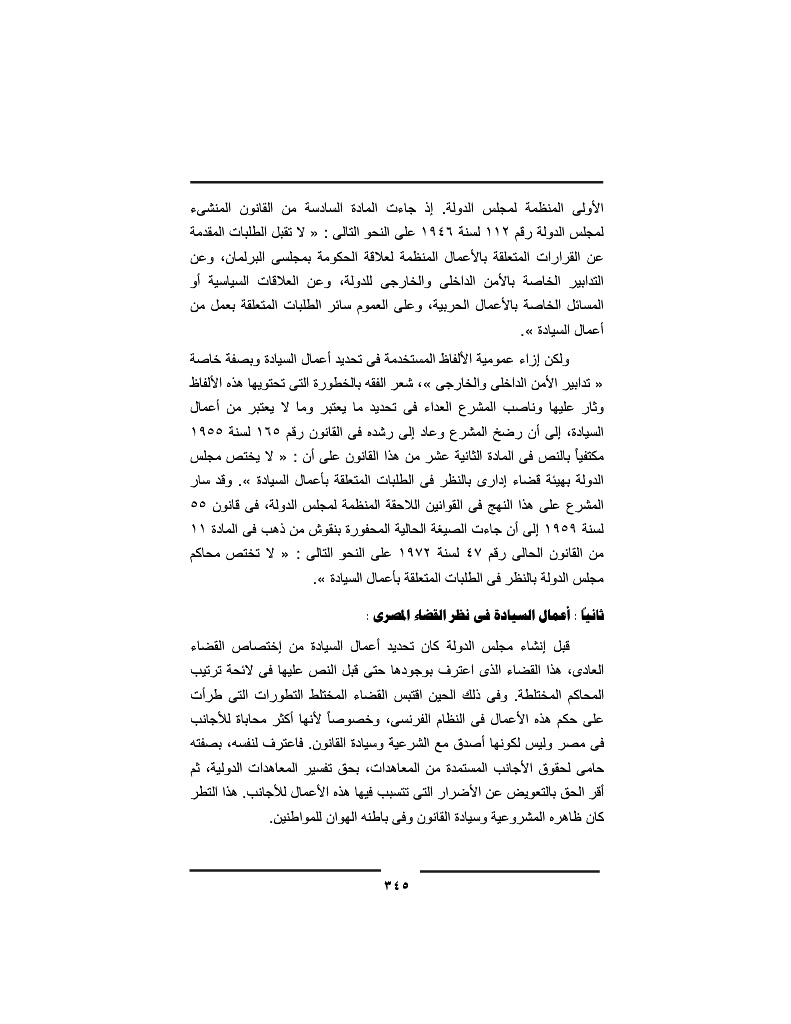 الأولى المنظمة لمجلس الدولة. إذ جاءت المادة السادسة من القانون المنشىء
لمجلس الدولة رقم ١١٢ لسنة ١٩٤٦ على النحو التالى : « لا تقبل الطلبات المقدمة
عن القرارات المتعلقة بالأعمال المنظمة لعلاقة الحكومة بمجلسى البرلمان، وعن
التدابير الخاصة بالأمن الداخلى والخارجى للدولة، وعن العلاقات السياسية أو
المسائل الخاصة بالأعمال الحربية، وعلى العموم سائر الطلبات المتعلقة بعمل من
أعمال السيادة ».
ولكن إزاء عمومية الألفاظ المستخدمة فى تحديد أعمال السيادة وبصفة خاصة
« تدابير الأمن الداخلى والخارجى »، شعر الفقه بالخطورة التى تحتويها هذه الألفاظ
وثار عليها وناصب المشرع العداء فى تحديد ما يعتبر وما لا يعتبر من أعمال
السيادة، إلى أن رضخ المشرع وعاد إلى رشده فى القانون رقم ١٦٥ لسنة ١٩٥٥
مكتفياً بالنص فى المادة الثانية عشر من هذا القانون على أن : « لا يختص مجلس
الدولة بهيئة قضاء إدارى بالنظر فى الطلبات المتعلقة بأعمال السيادة ». وقد سار
المشرع على هذا النهج فى القوانين اللاحقة المنظمة لمجلس الدولة، فى قانون ٥٥
لسنة ١٩٥٩ إلى أن جاءت الصيغة الحالية المحفورة بنقوش من ذهب فى المادة ١١
من القانون الحالى رقم ٤٧ لسنة ١٩٧٢ على النحو التالى : « لا تختص محاكم
مجلس الدولة بالنظر فى الطلبات المتعلقة بأعمال السيادة ».
ثانياً : أعمال السيادة فى نظر القضاء المصرى :
قبل إنشاء مجلس الدولة كان تحديد أعمال السيادة من إختصاص القضاء
العادى، هذا القضاء الذى اعترف بوجودها حتى قبل النص عليها فى لائحة ترتيب
المحاكم المختلطة. وفى ذلك الحين اقتبس القضاء المختلط التطورات التى طرأت
على حكم هذه الأعمال فى النظام الفرنسى، وخصوصاً لأنها أكثر محاباة للأجانب
فى مصر وليس لكونها أصدق مع الشرعية وسيادة القانون. فاعترف لنفسه، بصفته
حامى لحقوق الأجانب المستمدة من المعاهدات، بحق تفسير المعاهدات الدولية، ثم
أقر الحق بالتعويض عن الأضرار التى تتسبب فيها هذه الأعمال للأجانب. هذا التطر
كان ظاهره المشروعية وسيادة القانون وفى باطنه الهوان للمواطنين.
٣٤٥